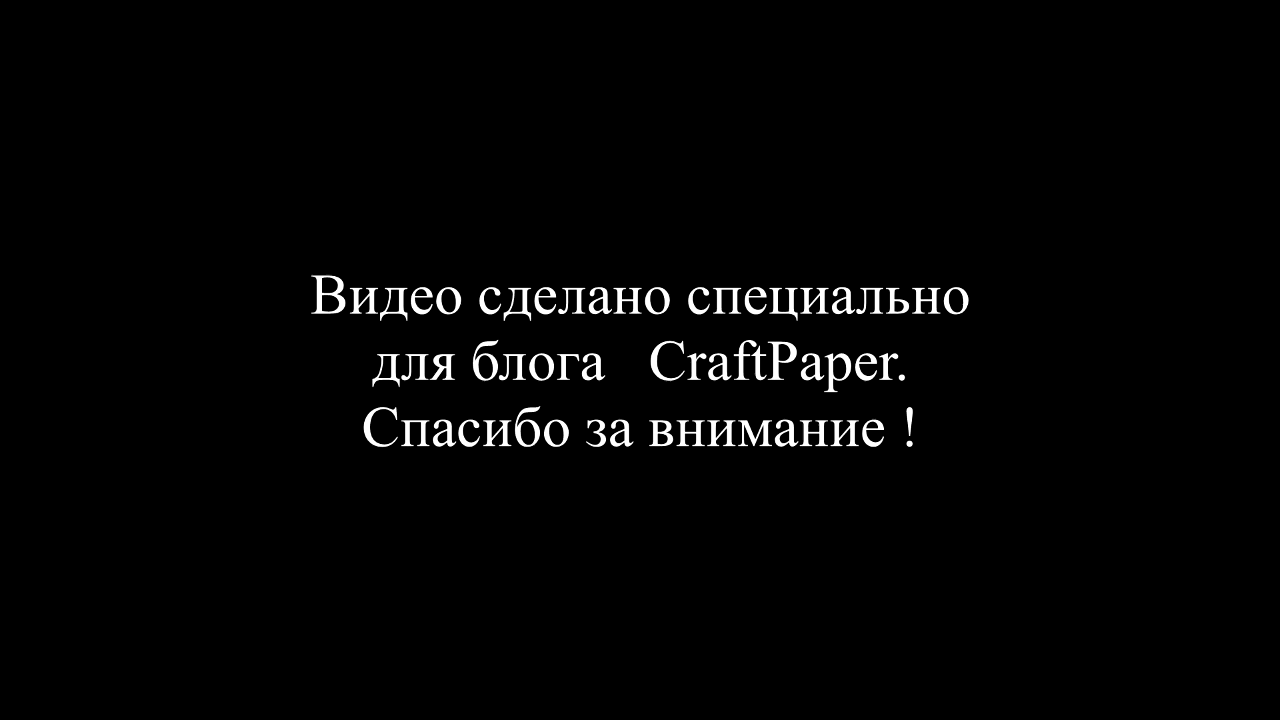 Видео сделано специально
для блога   CraftPaper.
Спасибо за внимание !